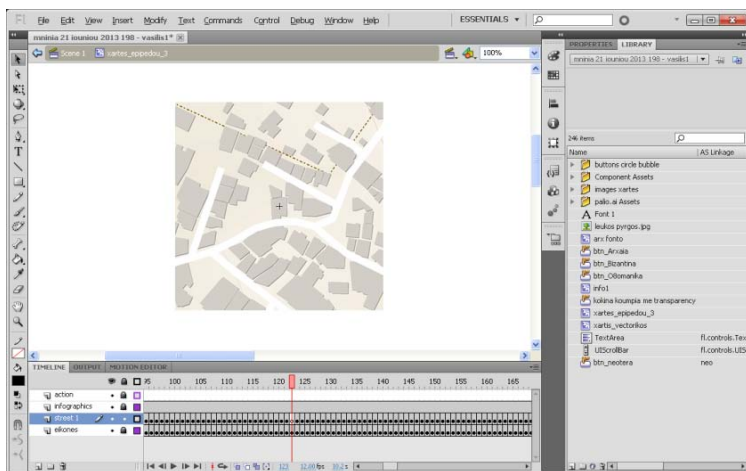 FL File Edit View Insert Modify Text Commands Control Debug Window Help ESSENTIALS
mninia 21 iouniou 2013 198 - vasilis1*
Scene 1 xartes_epipedou_3 100%
PROPERTIES LIBRARY
mninia 21 iouniou 2013 198 - vasilis1
246 items
Name AS Linkage
buttons circle bubble
Component Assets
images xartes
palio.ai Assets
Font 1
leukos pyrgos.jpg
arx fonto
btn_Arxaia
btn_Bizantina
btn_O8omanika
info1
kokina koumpia me transparency
xartes_epipedou_3
xartis_vectorikos
TextArea fl.controls.Tex
UIScrollBar fl.controls.UIS
btn_neotera neo
TIMELINE OUTPUT MOTION EDITOR
95 100 105 110 115 120 125 130 135 140 145 150 155 160 165
action
infographics
street 1
eikones
123 12.00 fps 10.2 s